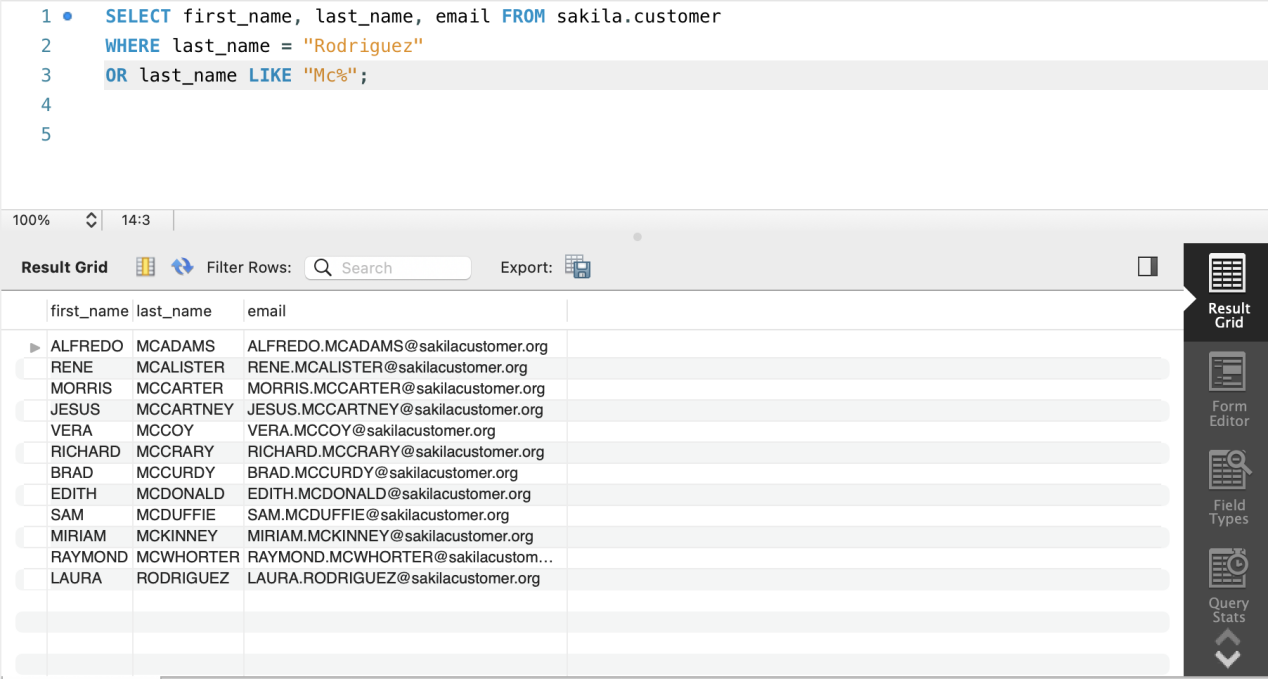 1 SELECT first_name, last_name, email FROM sakila.customer
2 WHERE last_name = "Rodriguez"
3 OR last_name LIKE "Mc%";
4
5
100% 14:3
Result Grid Filter Rows: Search Export:
first_name last_name email
ALFREDO MCADAMS ALFREDO.MCADAMS@sakilacustomer.org
RENE MCALISTER RENE.MCALISTER@sakilacustomer.org
MORRIS MCCARTER MORRIS.MCCARTER@sakilacustomer.org
JESUS MCCARTNEY JESUS.MCCARTNEY@sakilacustomer.org
VERA MCCOY VERA.MCCOY@sakilacustomer.org
RICHARD MCCRARY RICHARD.MCCRARY@sakilacustomer.org
BRAD MCCURDY BRAD.MCCURDY@sakilacustomer.org
EDITH MCDONALD EDITH.MCDONALD@sakilacustomer.org
SAM MCDUFFIE SAM.MCDUFFIE@sakilacustomer.org
MIRIAM MCKINNEY MIRIAM.MCKINNEY@sakilacustomer.org
RAYMOND MCWHORTER RAYMOND.MCWHORTER@sakilacustom...
LAURA RODRIGUEZ LAURA.RODRIGUEZ@sakilacustomer.org
Result
Grid
Form
Editor
Field
Types
Query
Stats